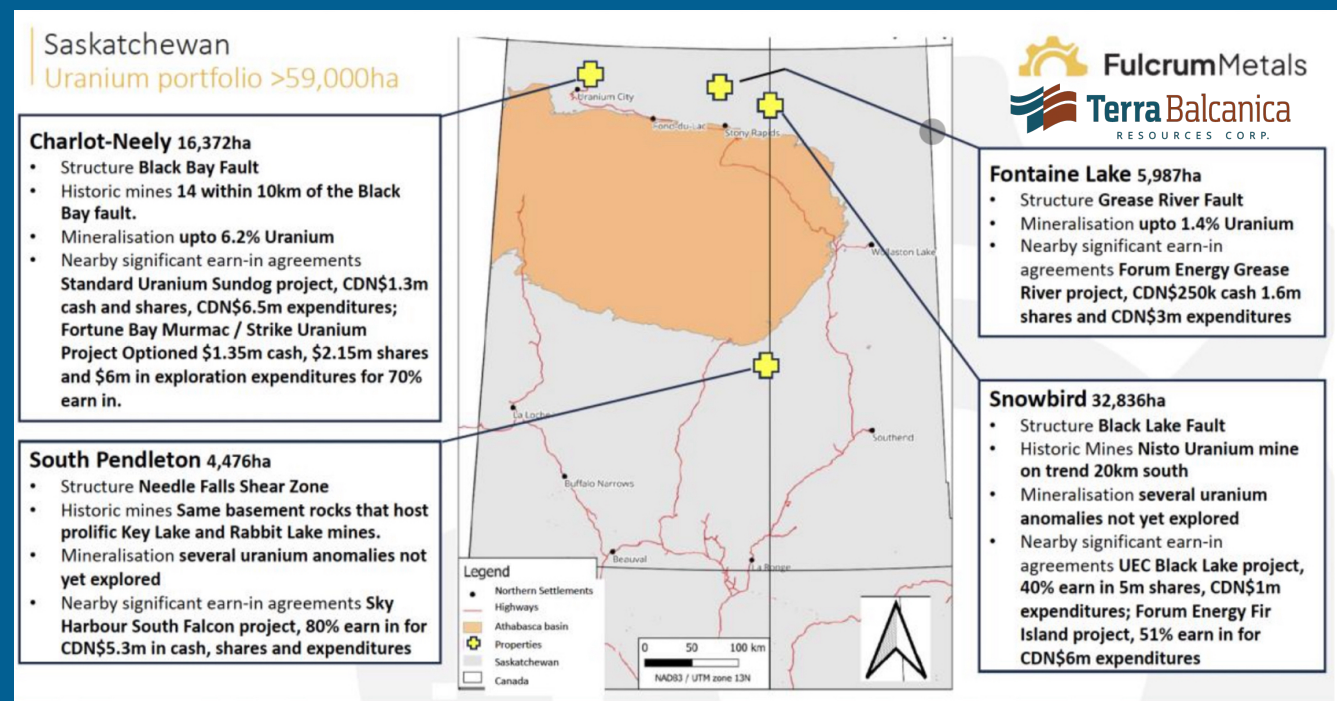 Saskatchewan
Uranium portfolio >59,000ha
Charlot-Neely 16,372ha
• Structure Black Bay Fault
• Historic mines 14 within 10km of the Black
Bay fault.
• Mineralisation upto 6.2% Uranium
• Nearby significant earn-in agreements
Standard Uranium Sundog project, CDN$1.3m
cash and shares, CDN$6.5m expenditures;
Fortune Bay Murmac / Strike Uranium
Project Optioned $1.35m cash, $2.15m shares
and $6m in exploration expenditures for 70%
earn in.
South Pendleton 4,476ha
• Structure Needle Falls Shear Zone
• Historic mines Same basement rocks that host
prolific Key Lake and Rabbit Lake mines.
• Mineralisation several uranium anomalies not
yet explored
• Nearby significant earn-in agreements Sky
Harbour South Falcon project, 80% earn in for
CDN$5.3m in cash, shares and expenditures
Uranium City
Fond-du-Lac
Stony Rapids
Wollaston Lake
La Loche
Southend
Buffalo Narrows
Beauval
La Ronge
Legend
Northern Settlements
Highways
Athabasca basin
Properties
Saskatchewan
Canada
0 50 100 km
NAD83 / UTM zone 13N
FulcrumMetals
Terra Balcanica
RESOURCES CORP.
Fontaine Lake 5,987ha
• Structure Grease River Fault
• Mineralisation upto 1.4% Uranium
• Nearby significant earn-in
agreements Forum Energy Grease
River project, CDN$250k cash 1.6m
shares and CDN$3m expenditures
Snowbird 32,836ha
• Structure Black Lake Fault
• Historic Mines Nisto Uranium mine
on trend 20km south
• Mineralisation several uranium
anomalies not yet explored
• Nearby significant earn-in
agreements UEC Black Lake project,
40% earn in 5m shares, CDN$1m
expenditures; Forum Energy Fir
Island project, 51% earn in for
CDN$6m expenditures